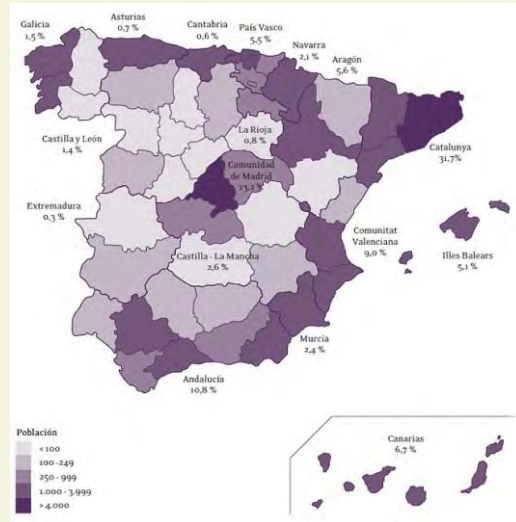 Galicia
1,5 %
Asturias
0,7 %
Cantabria
0,6 %
País Vasco
5,5 %
Navarra
2,1 %
Aragón
5,6 %
Castilla y León
1,4 %
La Rioja
0,8 %
Comunidad
de Madrid
13,2 %
Catalunya
31,7%
Extremadura
0,3 %
Comunitat
Valenciana
9,0 %
Illes Balears
5,1 %
Castilla - La Mancha
2,6 %
Murcia
2,4 %
Andalucía
10,8 %
Canarias
6,7 %
Población
< 100
100 -249
250 - 999
1.000 - 3.999
> 4.000